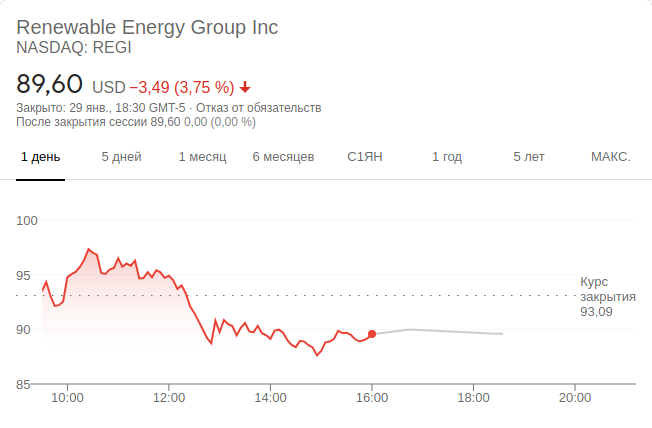 Renewable Energy Group Inc
NASDAQ: REGI
89,60 USD −3,49 (3,75 %)
Закрыто: 29 янв., 18:30 GMT-5 · Отказ от обязательств
После закрытия сессии 89,60 0,00 (0,00 %)
1 день 5 дней 1 месяц 6 месяцев С1ЯН 1 год 5 лет МАКС.
100
95
90
85
Курс
закрытия
93,09
10:00 12:00 14:00 16:00 18:00 20:00